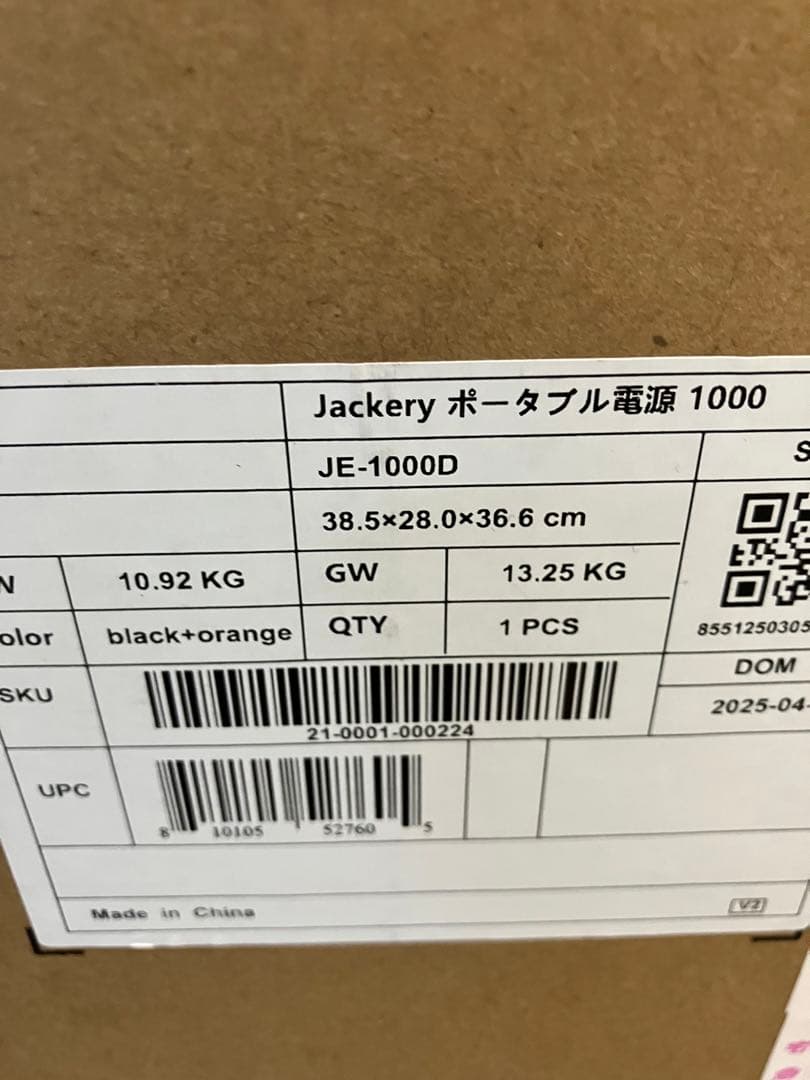 Jackery ポータブル電源 1000
JE-1000D
S
38.5×28.0×36.6 cm
N 10.92 KG GW 13.25 KG
olor black+orange QTY 1 PCS
8551250305
SKU
21-0001-000224
DOM
2025-04-
UPC
8 10105 52760 5
Made in China
V2